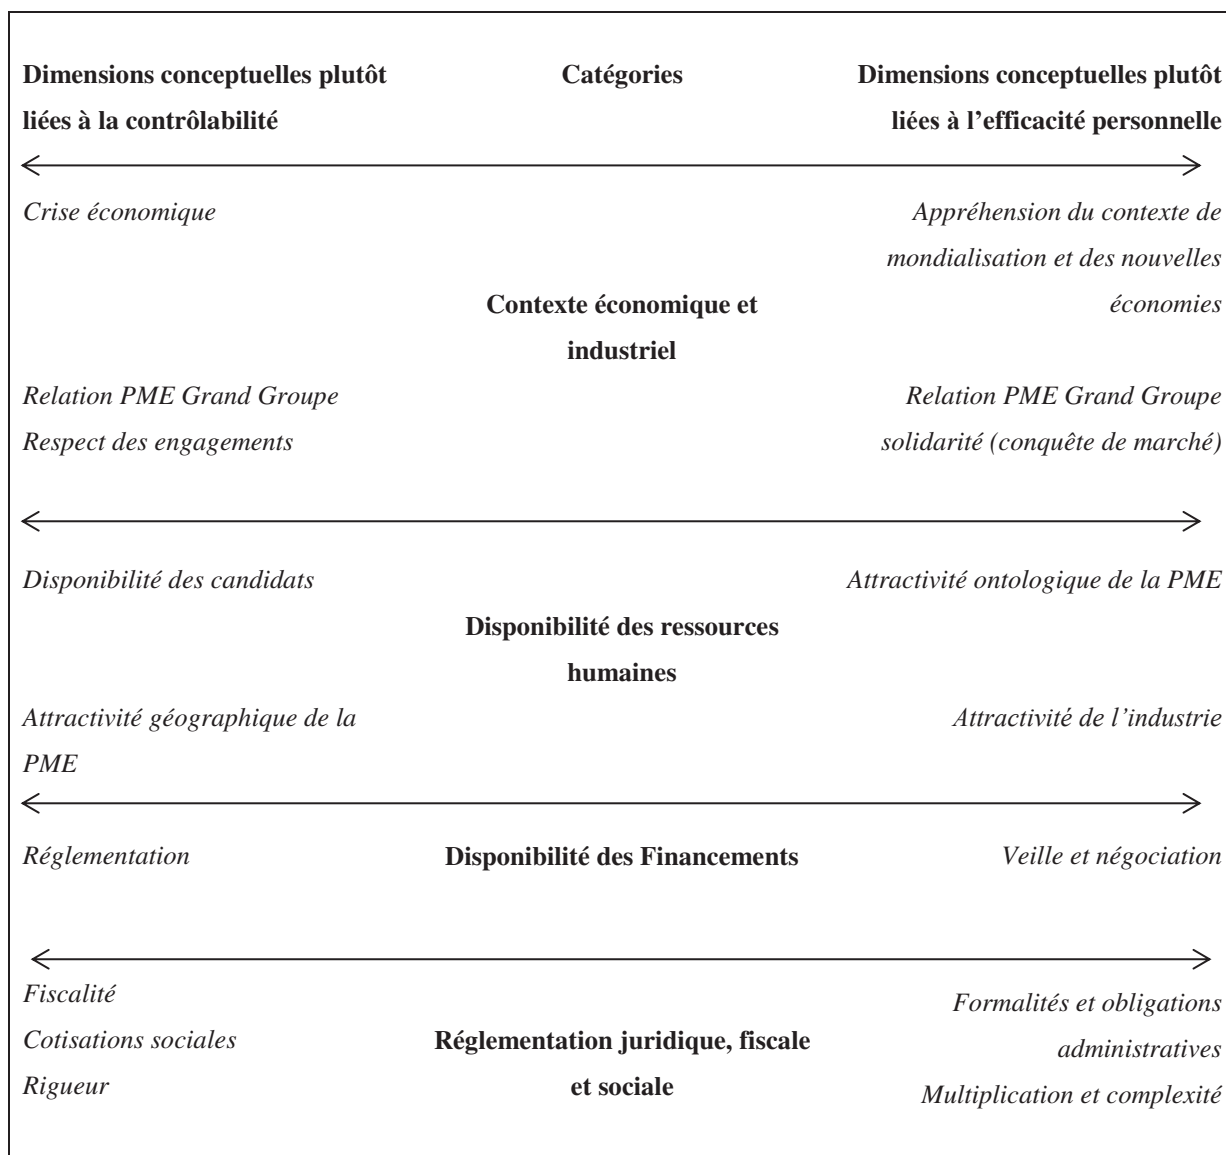 Dimensions conceptuelles plutôt
liées à la contrôlabilité
Catégories
Dimensions conceptuelles plutôt
liées à l’efficacité personnelle
Crise économique
Appréhension du contexte de
mondialisation et des nouvelles
économies
Contexte économique et
industriel
Relation PME Grand Groupe
Respect des engagements
Relation PME Grand Groupe
solidarité (conquête de marché)
Disponibilité des candidats
Attractivité ontologique de la PME
Disponibilité des ressources
humaines
Attractivité géographique de la
PME
Attractivité de l’industrie
Réglementation
Disponibilité des Financements
Veille et négociation
Fiscalité
Cotisations sociales
Rigueur
Réglementation juridique, fiscale
et sociale
Formalités et obligations
administratives
Multiplication et complexité